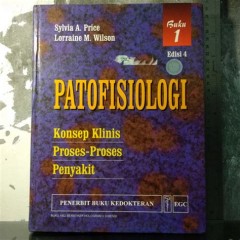 Sylvia A. Price
Lorraine M. Wilson
Buku
1
Edisi 4
PATOFISIOLOGI
Konsep Klinis
Proses-Proses
Penyakit
PENERBIT BUKU KEDOKTERAN
EGC